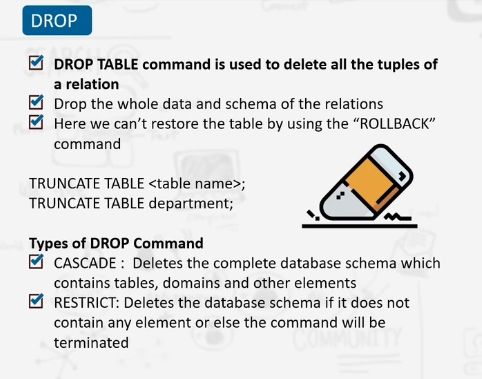 DROP
DROP TABLE command is used to delete all the tuples of
a relation
Drop the whole data and schema of the relations
Here we can't restore the table by using the “ROLLBACK”
command
TRUNCATE TABLE <table name>;
TRUNCATE TABLE department;
Types of DROP Command
CASCADE : Deletes the complete database schema which
contains tables, domains and other elements
RESTRICT: Deletes the database schema if it does not
contain any element or else the command will be
terminated
SEARCH
COMMUNITY